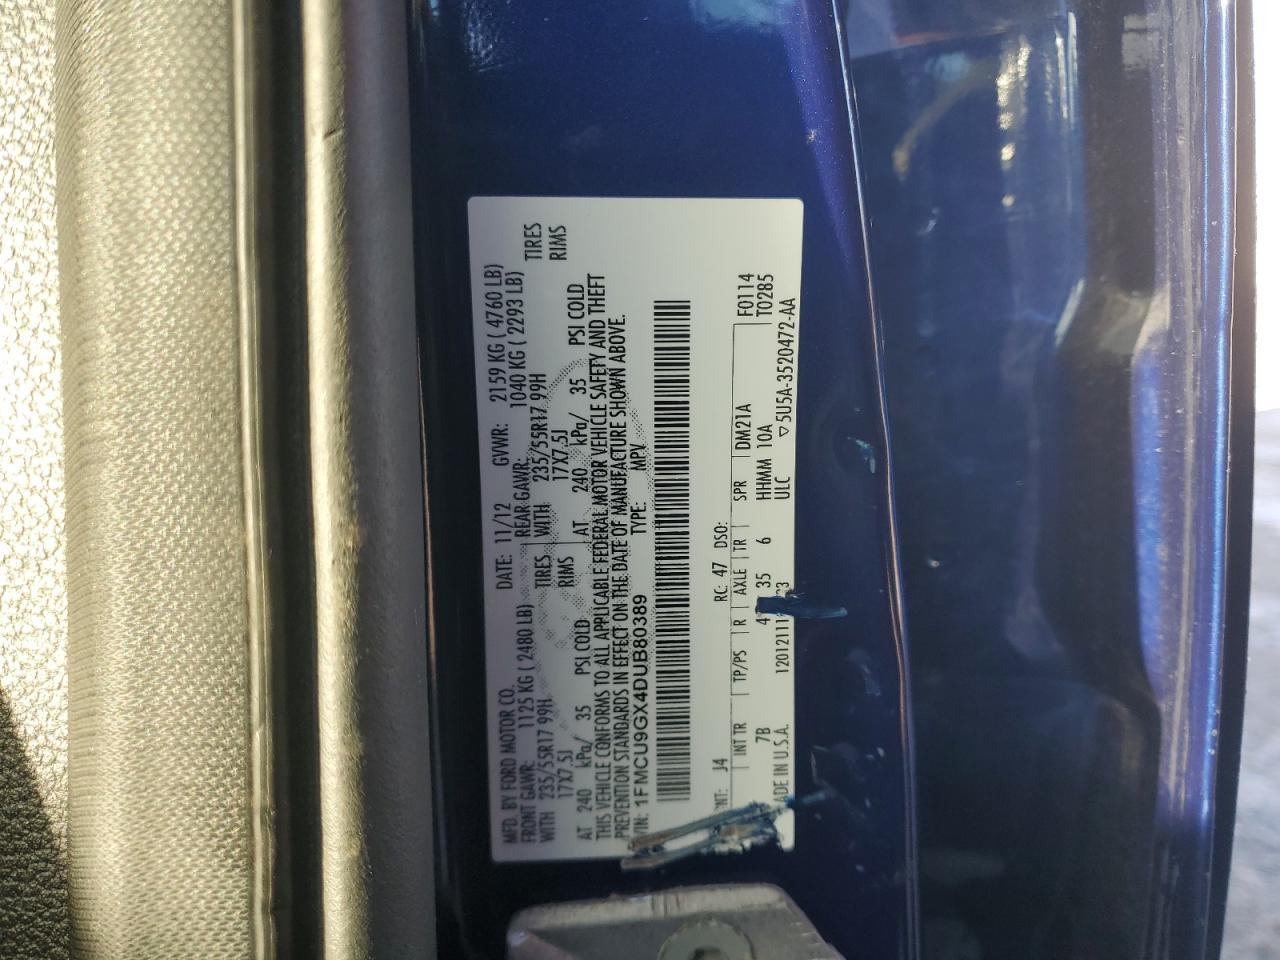 MFD. BY FORD MOTOR CO. DATE: 11/12 GVWR: 2159 KG ( 4760 LB)
FRONT GAWR: 1125 KG ( 2480 LB) REAR GAWR: 1040 KG ( 2293 LB)
WITH 235/55R17 99H TIRES WITH 235/55R17 99H TIRES
17X7.5J RIMS 17X7.5J RIMS
AT 240 kPa/ 35 PSI COLD AT 240 kPa/ 35 PSI COLD
THIS VEHICLE CONFORMS TO ALL APPLICABLE FEDERAL MOTOR VEHICLE SAFETY AND THEFT
PREVENTION STANDARDS IN EFFECT ON THE DATE OF MANUFACTURE SHOWN ABOVE.
VIN: 1FMCU9GX4DUB80389 TYPE: MPV
J4 RC: 47 DSO: F0114
INT TR TP/PS R AXLE TR SPR DM21A T0285
7B 35 6 HHMM 10A
IN U.S.A. ULC ▽5U5A-3520472-AA